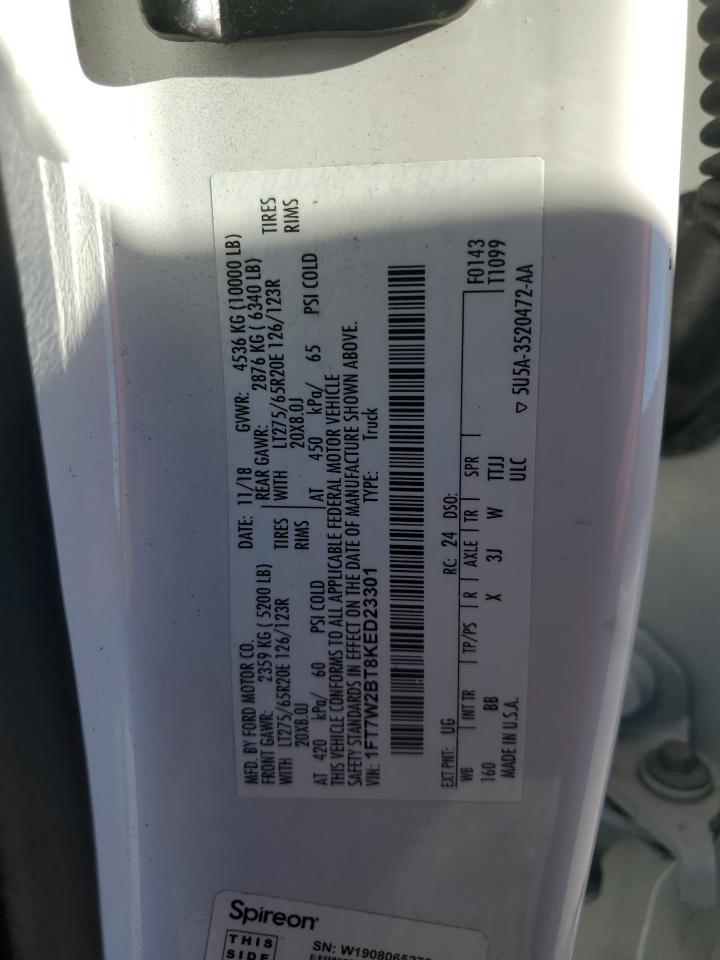 MFD. BY FORD MOTOR CO.
DATE: 11/18 GVWR: 4536 KG (10000 LB)
FRONT GAWR: 2359 KG ( 5200 LB) REAR GAWR: 2876 KG ( 6340 LB)
WITH LT275/65R20E 126/123R TIRES WITH LT275/65R20E 126/123R TIRES
20X8.0J RIMS 20X8.0J RIMS
AT 420 kPa/ 60 PSI COLD AT 450 kPa/ 65 PSI COLD
THIS VEHICLE CONFORMS TO ALL APPLICABLE FEDERAL MOTOR VEHICLE
SAFETY STANDARDS IN EFFECT ON THE DATE OF MANUFACTURE SHOWN ABOVE.
VIN: 1FT7W2BT8KED23301 TYPE: Truck
EXT PNT: UG RC: 24 DSO: F0143
WB INT TR TP/PS R AXLE TR SPR T1099
160 BB X 3J W TTJJ
MADE IN U.S.A. ULC
▽ 5U5A-3520472-AA
Spireon
THIS
SIDE